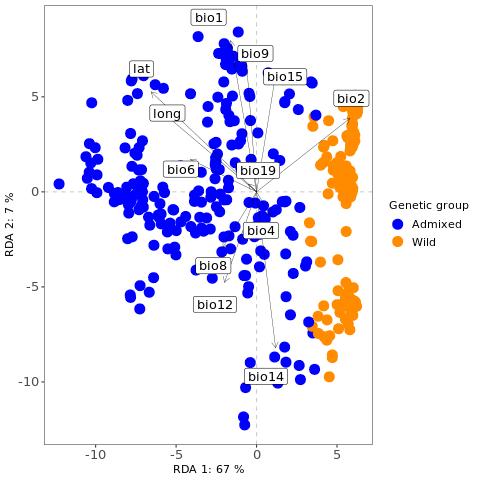 bio1
bio9
lat
bio15
bio2
long
bio6
bio19
bio4
bio8
bio12
bio14
5
0
-5
-10
-10
-5
0
5
RDA 1: 67 %
RDA 2: 7 %
Genetic group
Admixed
Wild